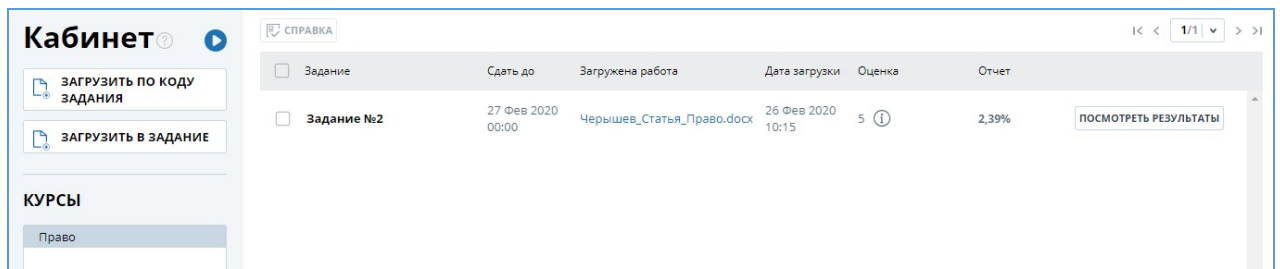 Кабинет
ЗАГРУЗИТЬ ПО КОДУ
ЗАДАНИЯ
ЗАГРУЗИТЬ В ЗАДАНИЕ
КУРСЫ
Право
СПРАВКА
1/1
Задание Сдать до Загружена работа Дата загрузки Оценка Отчет
Задание №2 27 Фев 2020 00:00 Черышев_Статья_Право.docx 26 Фев 2020 10:15 5 2,39% ПОСМОТРЕТЬ РЕЗУЛЬТАТЫ